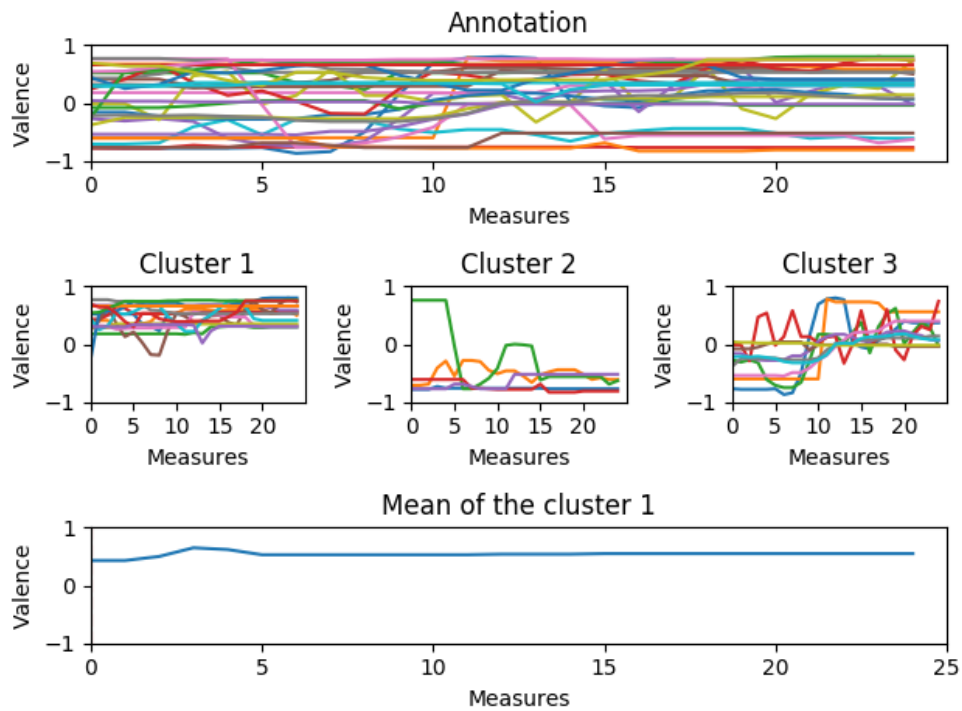 Annotation
Valence
1
0
−1
0 5 10 15 20
Measures
Cluster 1
Valence
1
0
−1
0 5 10 15 20
Measures
Cluster 2
Valence
1
0
−1
0 5 10 15 20
Measures
Cluster 3
Valence
1
0
−1
0 5 10 15 20
Measures
Mean of the cluster 1
Valence
1
0
−1
0 5 10 15 20 25
Measures